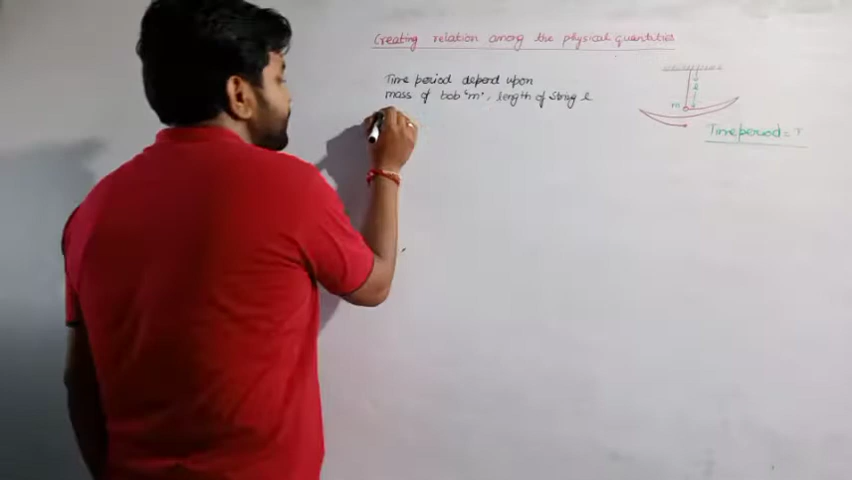 Creating relation among the physical quantities
Time period depend upon
mass of bob 'm', length of string l
l
m
Time period = T